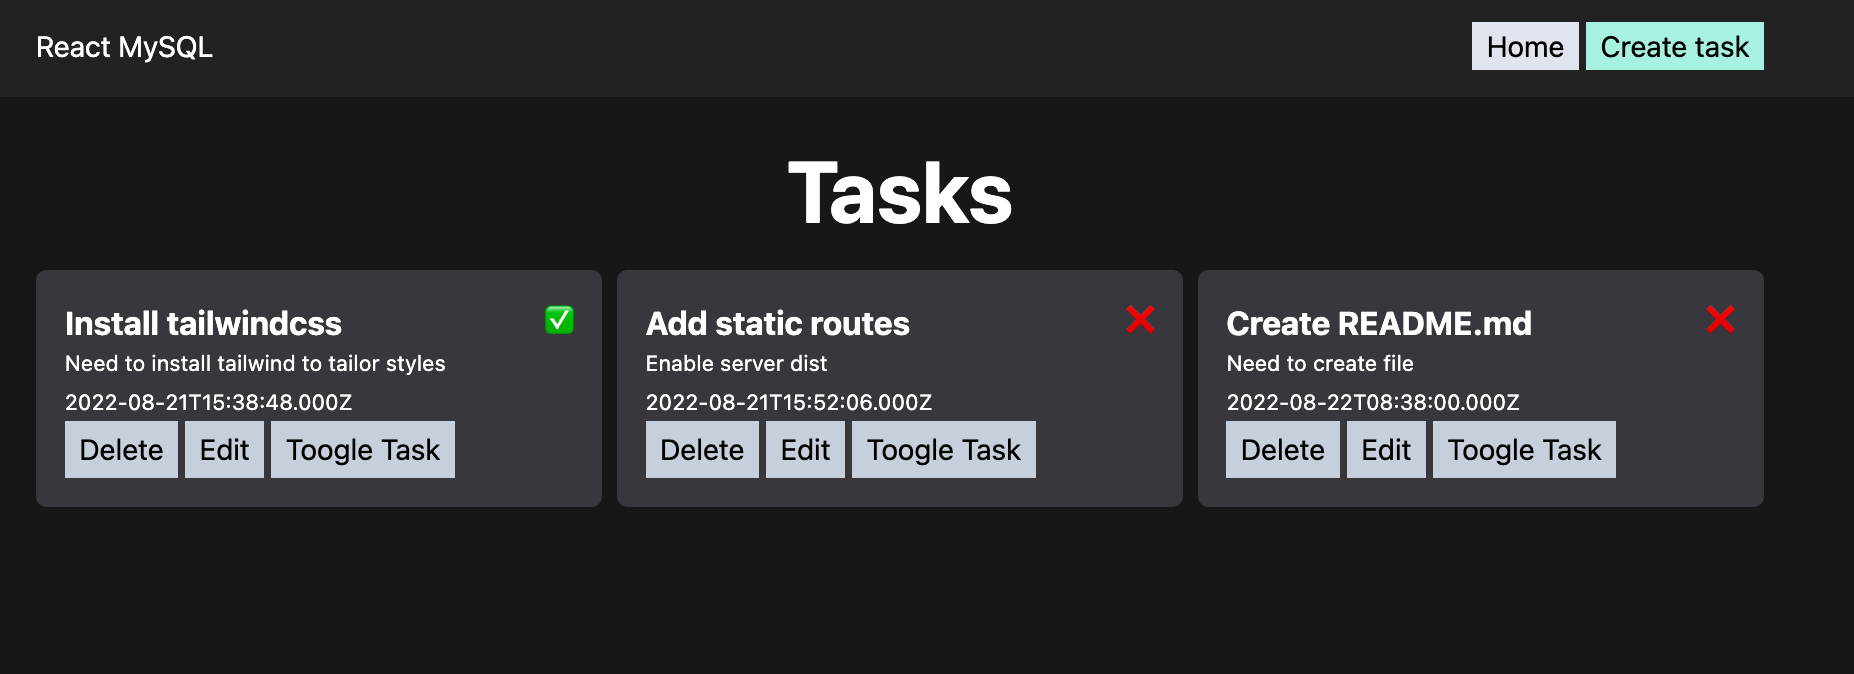 React MySQL
Home Create task
Tasks
Install tailwindcss ✅
Need to install tailwind to tailor styles
2022-08-21T15:38:48.000Z
Delete Edit Toogle Task
Add static routes ❌
Enable server dist
2022-08-21T15:52:06.000Z
Delete Edit Toogle Task
Create README.md ❌
Need to create file
2022-08-22T08:38:00.000Z
Delete Edit Toogle Task